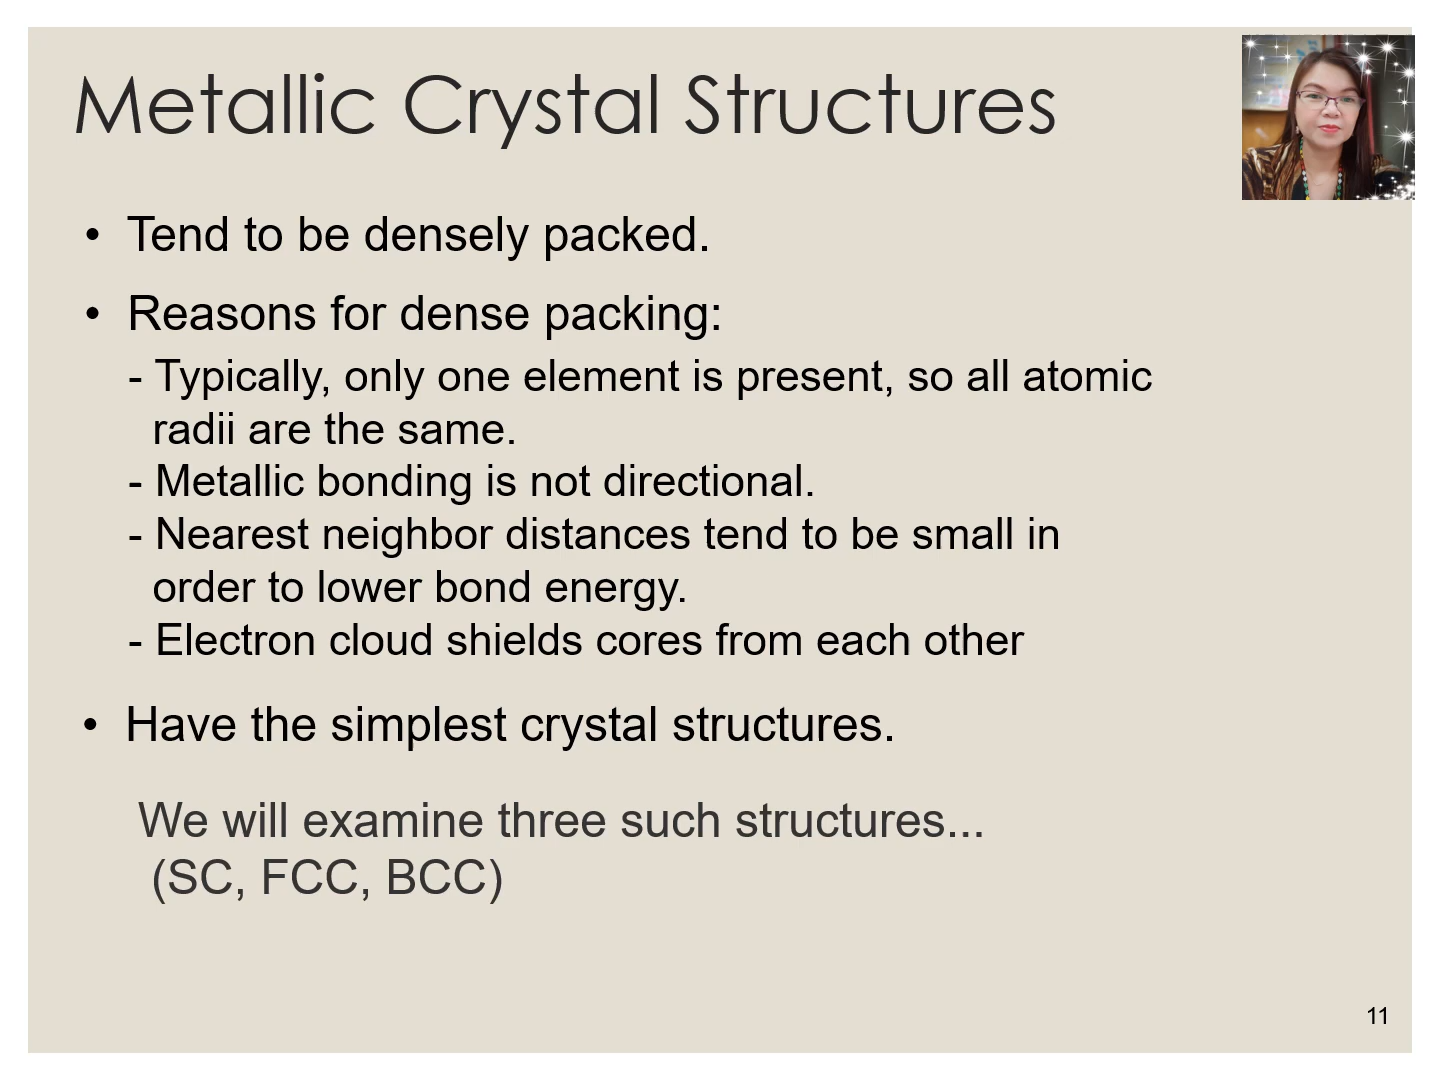 Metallic Crystal Structures
• Tend to be densely packed.
• Reasons for dense packing:
- Typically, only one element is present, so all atomic
radii are the same.
- Metallic bonding is not directional.
- Nearest neighbor distances tend to be small in
order to lower bond energy.
- Electron cloud shields cores from each other
• Have the simplest crystal structures.
We will examine three such structures...
(SC, FCC, BCC)
11